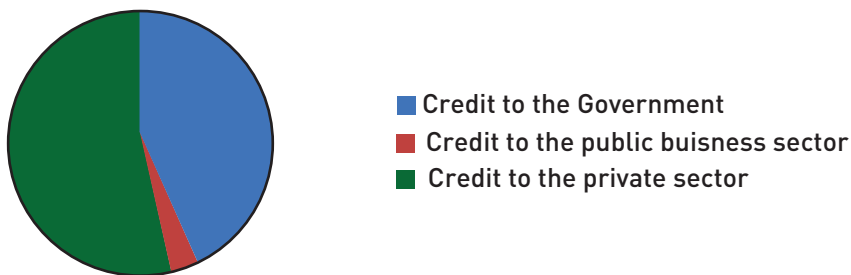 Credit to the Government
Credit to the public buisness sector
Credit to the private sector